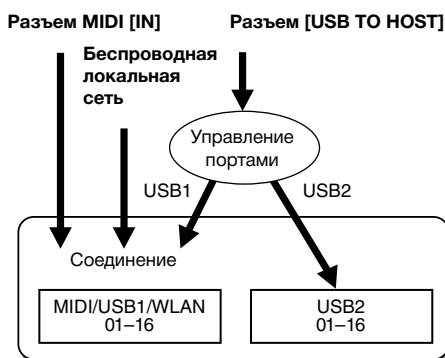 Разъем MIDI [IN]
Разъем [USB TO HOST]
Беспроводная
локальная
сеть
Управление
портами
USB1
USB2
Соединение
MIDI/USB1/WLAN
01–16
USB2
01–16